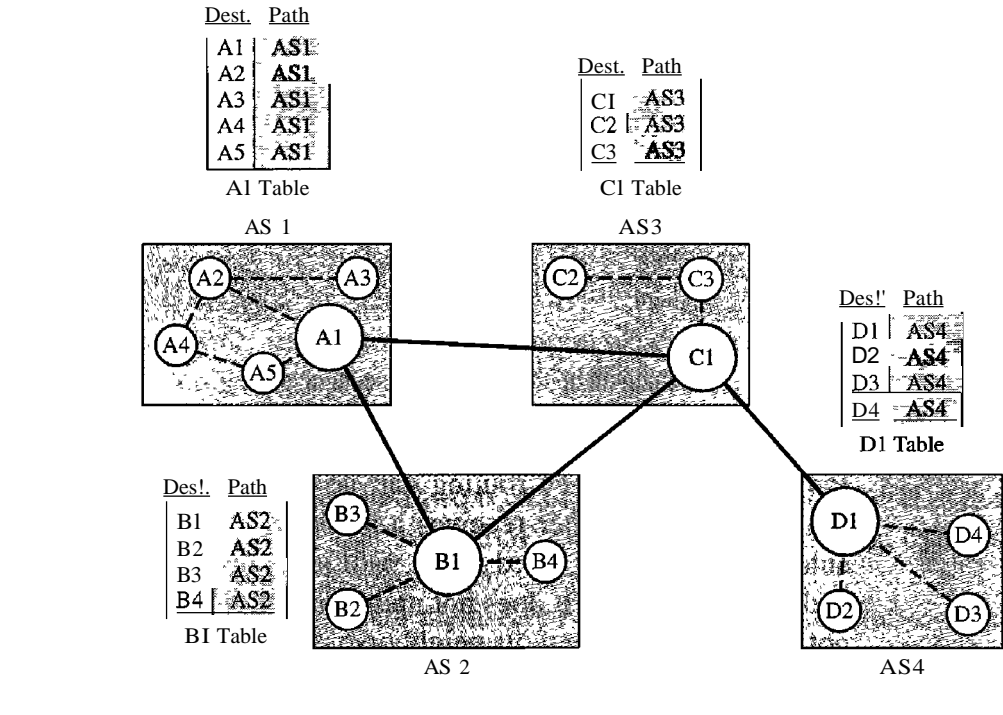 Dest. Path
A1 AS1
A2 AS1
A3 AS1
A4 AS1
A5 AS1
A1 Table
Dest. Path
CI AS3
C2 AS3
C3 AS3
C1 Table
AS 1
A2
A3
A4
A5
A1
AS3
C2
C3
C1
Des!' Path
D1 AS4
D2 AS4
D3 AS4
D4 AS4
D1 Table
Des!. Path
B1 AS2
B2 AS2
B3 AS2
B4 AS2
BI Table
B3
B1
B4
B2
AS 2
D1
D4
D2
D3
AS4